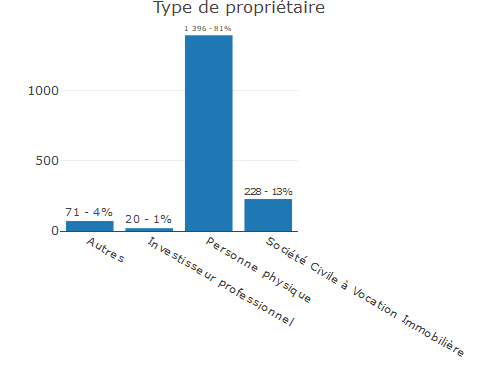 Type de propriétaire
1 396 - 81%
1000
500
228 - 13%
71 - 4%
20 - 1%
0
Autres
Investisseur professionnel
Personne physique
Société Civile à Vocation Immobilière